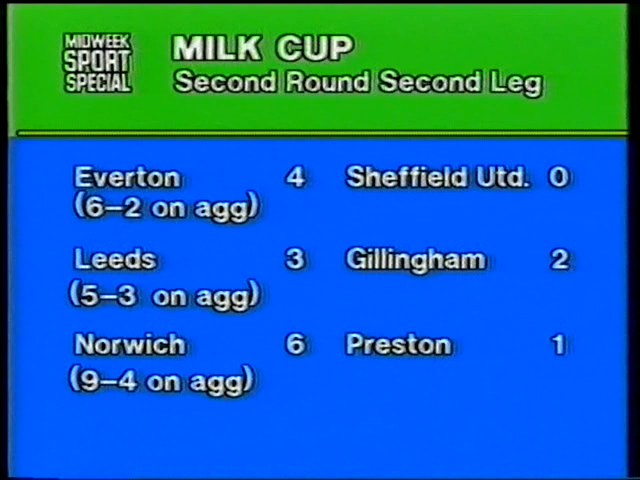 MIDWEEK
SPORT
SPECIAL
MILK CUP
Second Round Second Leg
Everton 4 Sheffield Utd. 0
(6–2 on agg)
Leeds 3 Gillingham 2
(5–3 on agg)
Norwich 6 Preston 1
(9–4 on agg)